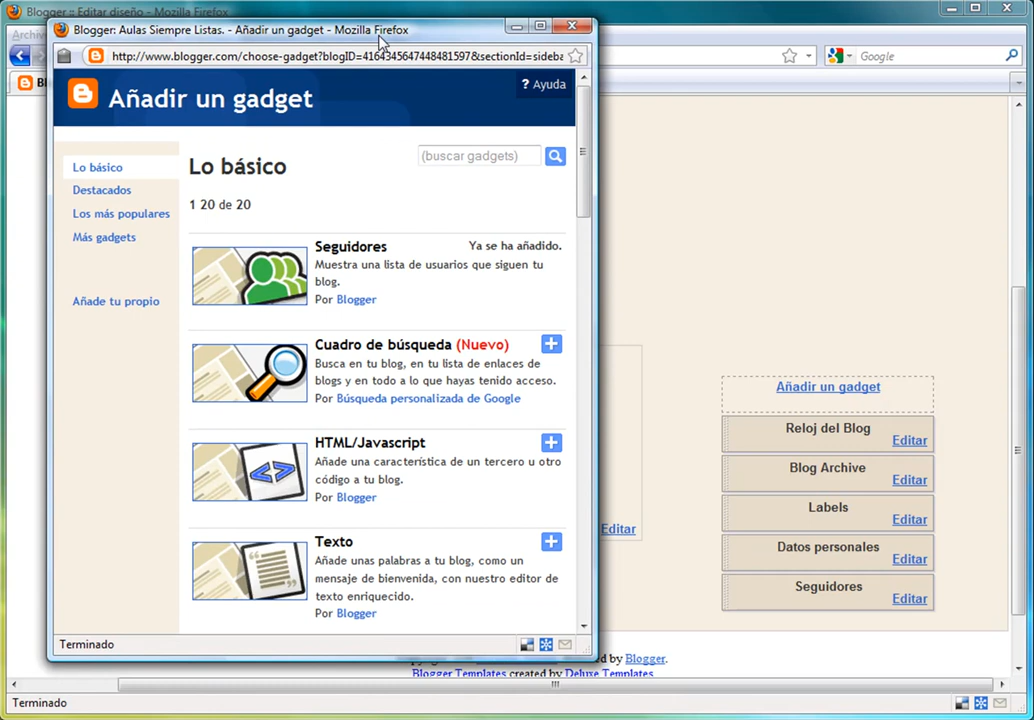 Blogger :: Editar diseño - Mozilla Firefox
Blogger: Aulas Siempre Listas. - Añadir un gadget - Mozilla Firefox
http://www.blogger.com/choose-gadget?blogID=4164345647448481597&sectionId=sideba
Google
Añadir un gadget
? Ayuda
Lo básico
Destacados
Los más populares
Más gadgets
Añade tu propio
Lo básico
(buscar gadgets)
1 20 de 20
Seguidores
Ya se ha añadido.
Muestra una lista de usuarios que siguen tu
blog.
Por Blogger
Cuadro de búsqueda (Nuevo)
Busca en tu blog, en tu lista de enlaces de
blogs y en todo a lo que hayas tenido acceso.
Por Búsqueda personalizada de Google
HTML/Javascript
Añade una característica de un tercero u otro
código a tu blog.
Por Blogger
Texto
Añade unas palabras a tu blog, como un
mensaje de bienvenida, con nuestro editor de
texto enriquecido.
Por Blogger
Terminado
Editar
Añadir un gadget
Reloj del Blog
Editar
Blog Archive
Editar
Labels
Editar
Datos personales
Editar
Seguidores
Editar
by Blogger.
Blogger Templates created by Deluxe Templates
Terminado